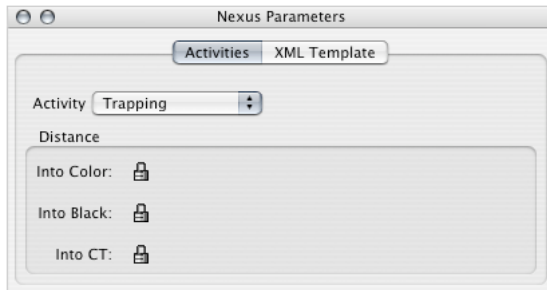 Nexus Parameters
Activities XML Template
Activity Trapping
Distance
Into Color:
Into Black:
Into CT: